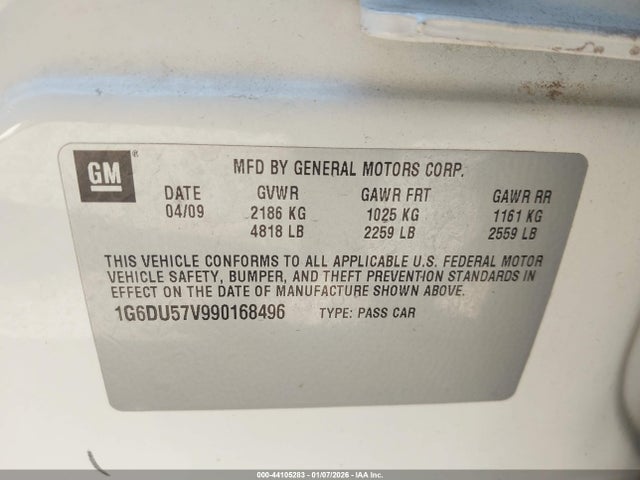 GM
MFD BY GENERAL MOTORS CORP.
DATE GVWR GAWR FRT GAWR RR
04/09 2186 KG 1025 KG 1161 KG
4818 LB 2259 LB 2559 LB
THIS VEHICLE CONFORMS TO ALL APPLICABLE U.S. FEDERAL MOTOR
VEHICLE SAFETY, BUMPER, AND THEFT PREVENTION STANDARDS IN
EFFECT ON THE DATE OF MANUFACTURE SHOWN ABOVE.
1G6DU57V990168496 TYPE: PASS CAR
000-44105283 | 01/07/2026 - IAA Inc.